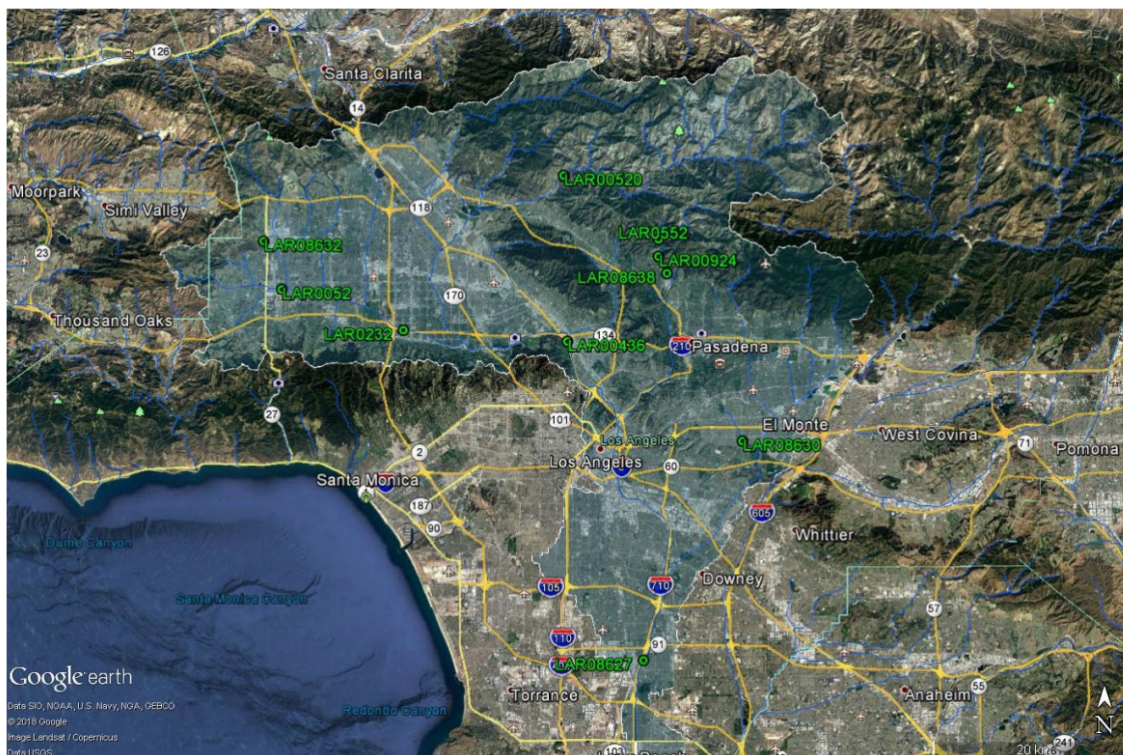 126
Santa Clarita
14
Moorpark
Simi Valley
LAR00520
118
23
LAR08632
LAR0552
LAR00924
LAR08638
170
LAR0052
Thousand Oaks
LAR0232
134
LAR00436
210
Pasadena
27
101
El Monte
2
Los Angeles
LAR08630
West Covina
71
Pomona
Los Angeles
60
Santa Monica
187
90
605
Whittier
Dume Canyon
105
710
Downey
Santa Monica Canyon
57
110
91
LAR08627
Google earth
Torrance
Anaheim
55
Data SIO, NOAA, U.S. Navy, NGA, GEBCO
Redondo Canyon
© 2018 Google
Image Landsat / Copernicus
N
241
Data USGS
103
20 km